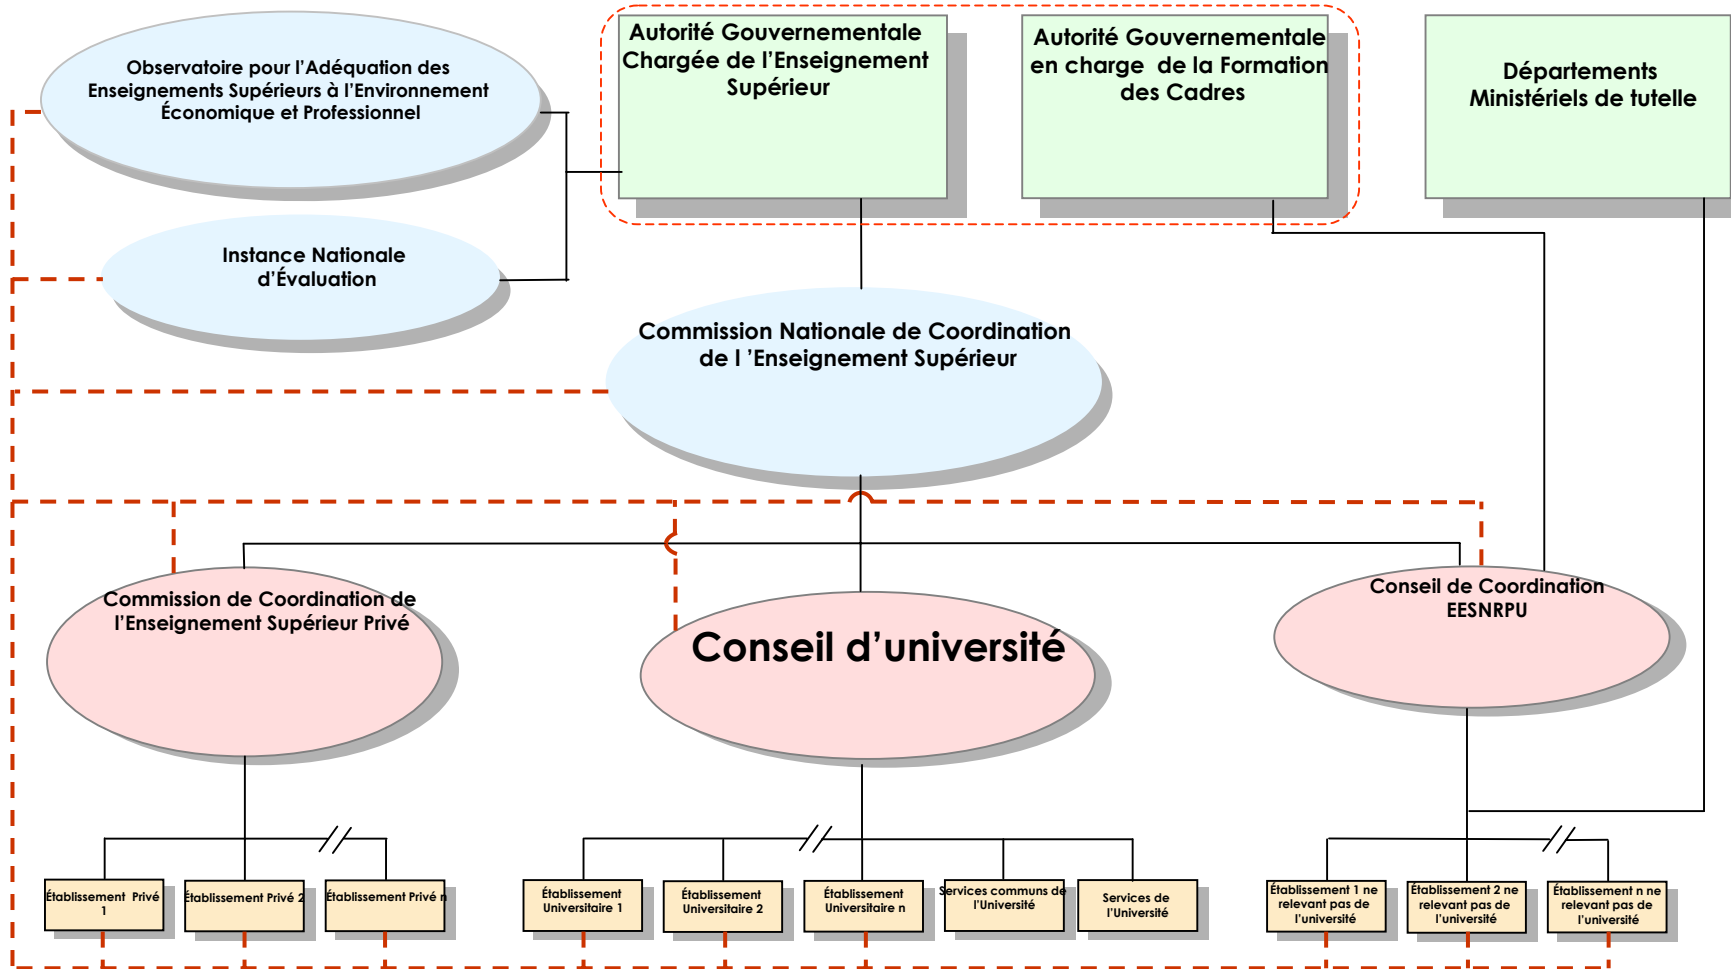 Observatoire pour l'Adéquation des
Enseignements Supérieurs à l'Environnement
Économique et Professionnel
Autorité Gouvernementale
Chargée de l'Enseignement
Supérieur
Autorité Gouvernementale
en charge de la Formation
des Cadres
Départements
Ministériels de tutelle
Instance Nationale
d'Évaluation
Commission Nationale de Coordination
de l 'Enseignement Supérieur
Commission de Coordination de
l'Enseignement Supérieur Privé
Conseil d'université
Conseil de Coordination
EESNRPU
Établissement Privé
1
Établissement Privé 2
Établissement Privé n
Établissement
Universitaire 1
Établissement
Universitaire 2
Établissement
Universitaire n
Services communs de
l'Université
Services de
l'Université
Établissement 1 ne
relevant pas de
l'université
Établissement 2 ne
relevant pas de
l'université
Établissement n ne
relevant pas de
l'université